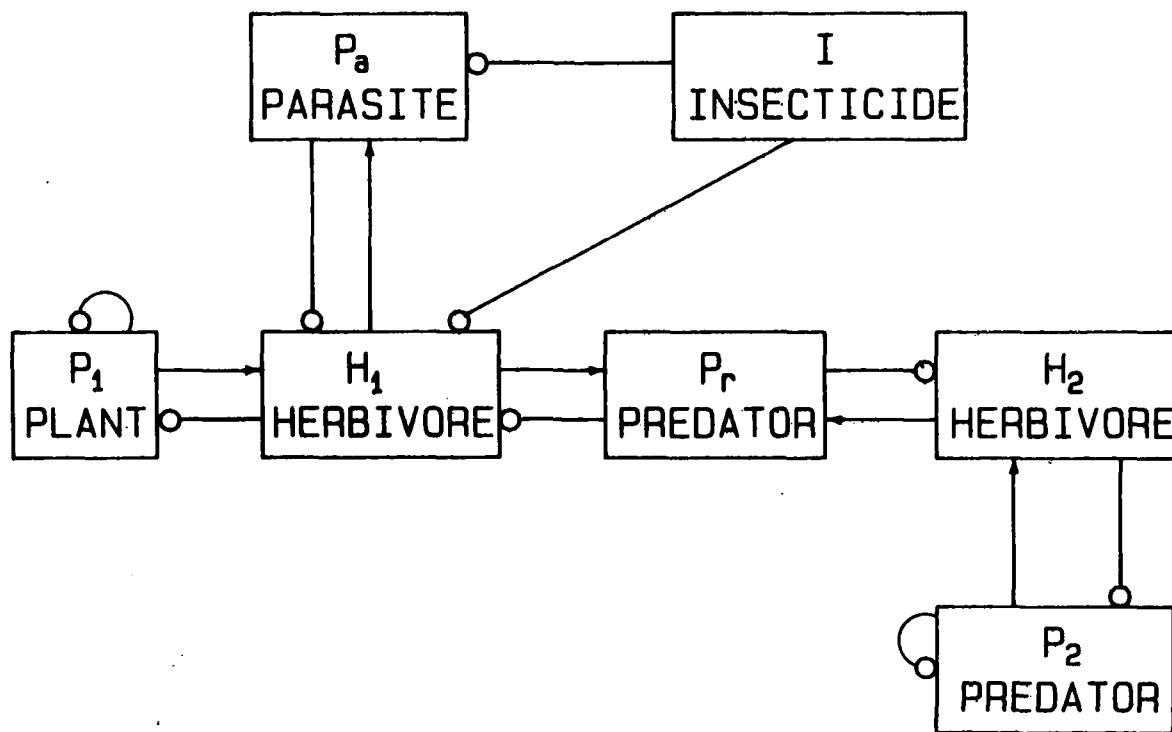 Pₐ
PARASITE
I
INSECTICIDE
P₁
PLANT
H₁
HERBIVORE
Pᵣ
PREDATOR
H₂
HERBIVORE
P₂
PREDATOR